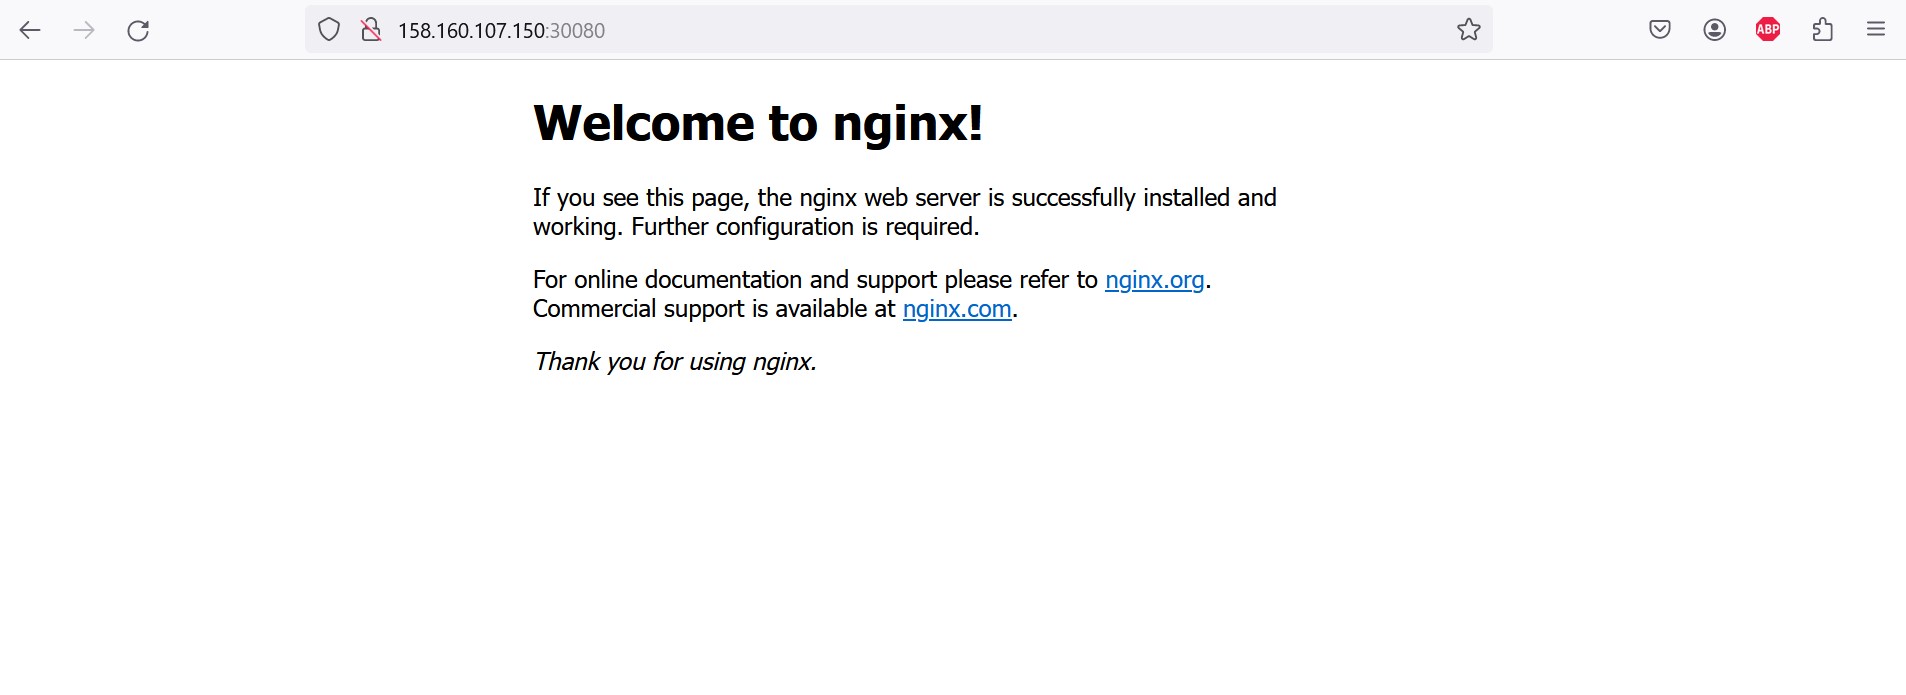 158.160.107.150:30080
ABP
Welcome to nginx!
If you see this page, the nginx web server is successfully installed and
working. Further configuration is required.
For online documentation and support please refer to nginx.org.
Commercial support is available at nginx.com.
Thank you for using nginx.